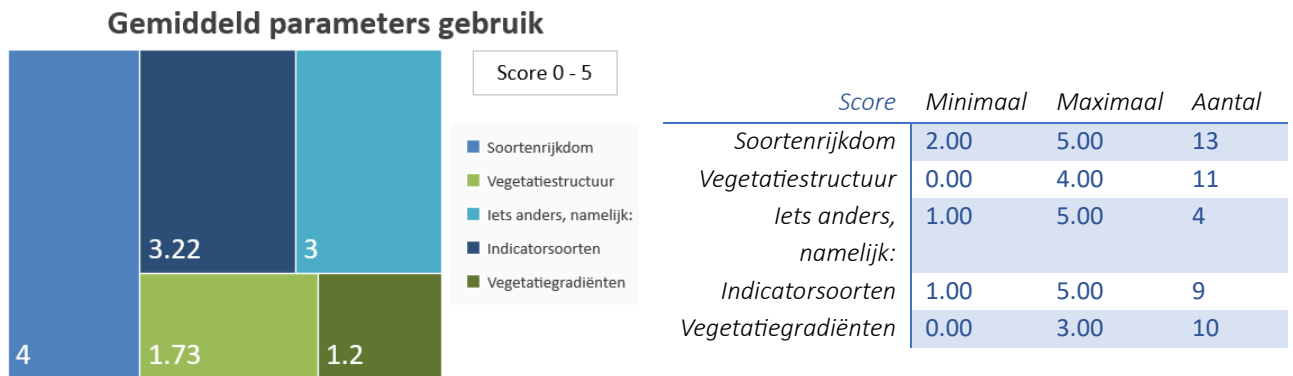 Gemiddeld parameters gebruik
4
3.22
3
1.73
1.2
Score 0 - 5
Soortenrijkdom
Vegetatiestructuur
Iets anders, namelijk:
Indicatorsoorten
Vegetatiegradiënten
Score Minimaal Maximaal Aantal
Soortenrijkdom 2.00 5.00 13
Vegetatiestructuur 0.00 4.00 11
Iets anders, 1.00 5.00 4
namelijk:
Indicatorsoorten 1.00 5.00 9
Vegetatiegradiënten 0.00 3.00 10